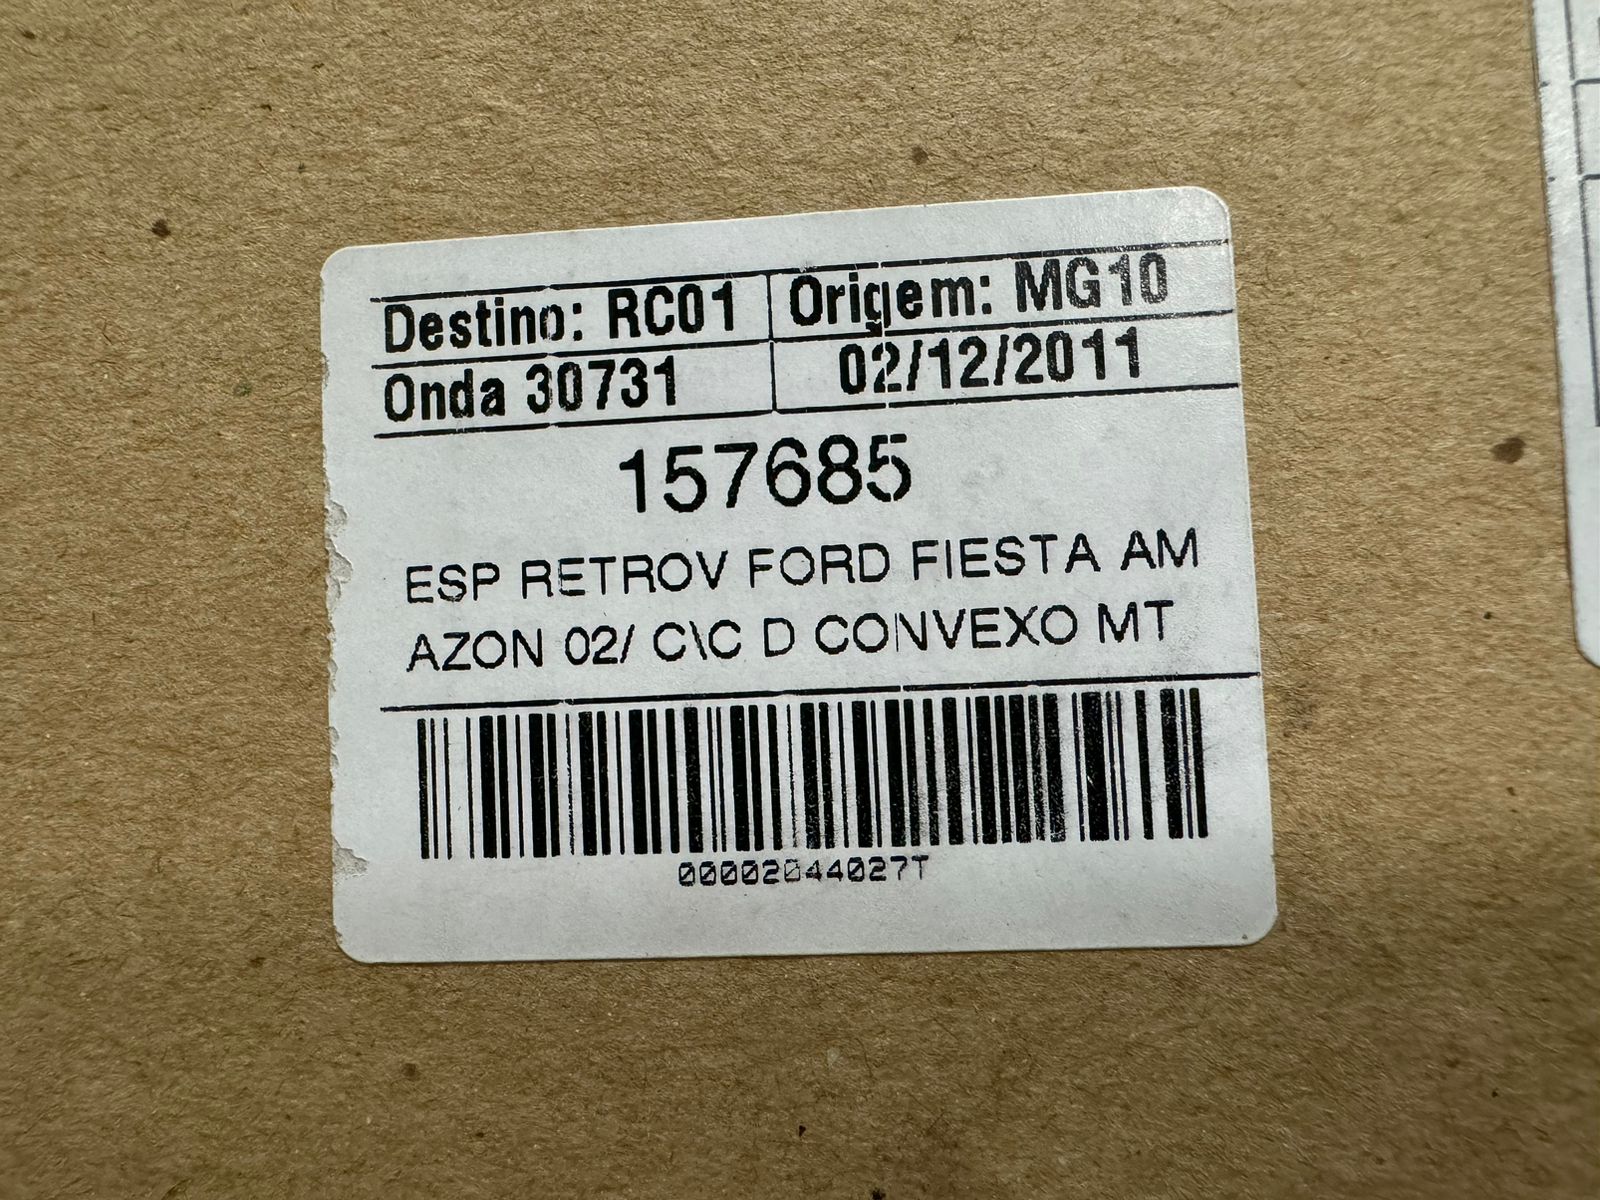 Destino: RC01 Origem: MG10
Onda 30731 02/12/2011
157685
ESP RETROV FORD FIESTA AM
AZON 02/ C\C D CONVEXO MT
00002044027T